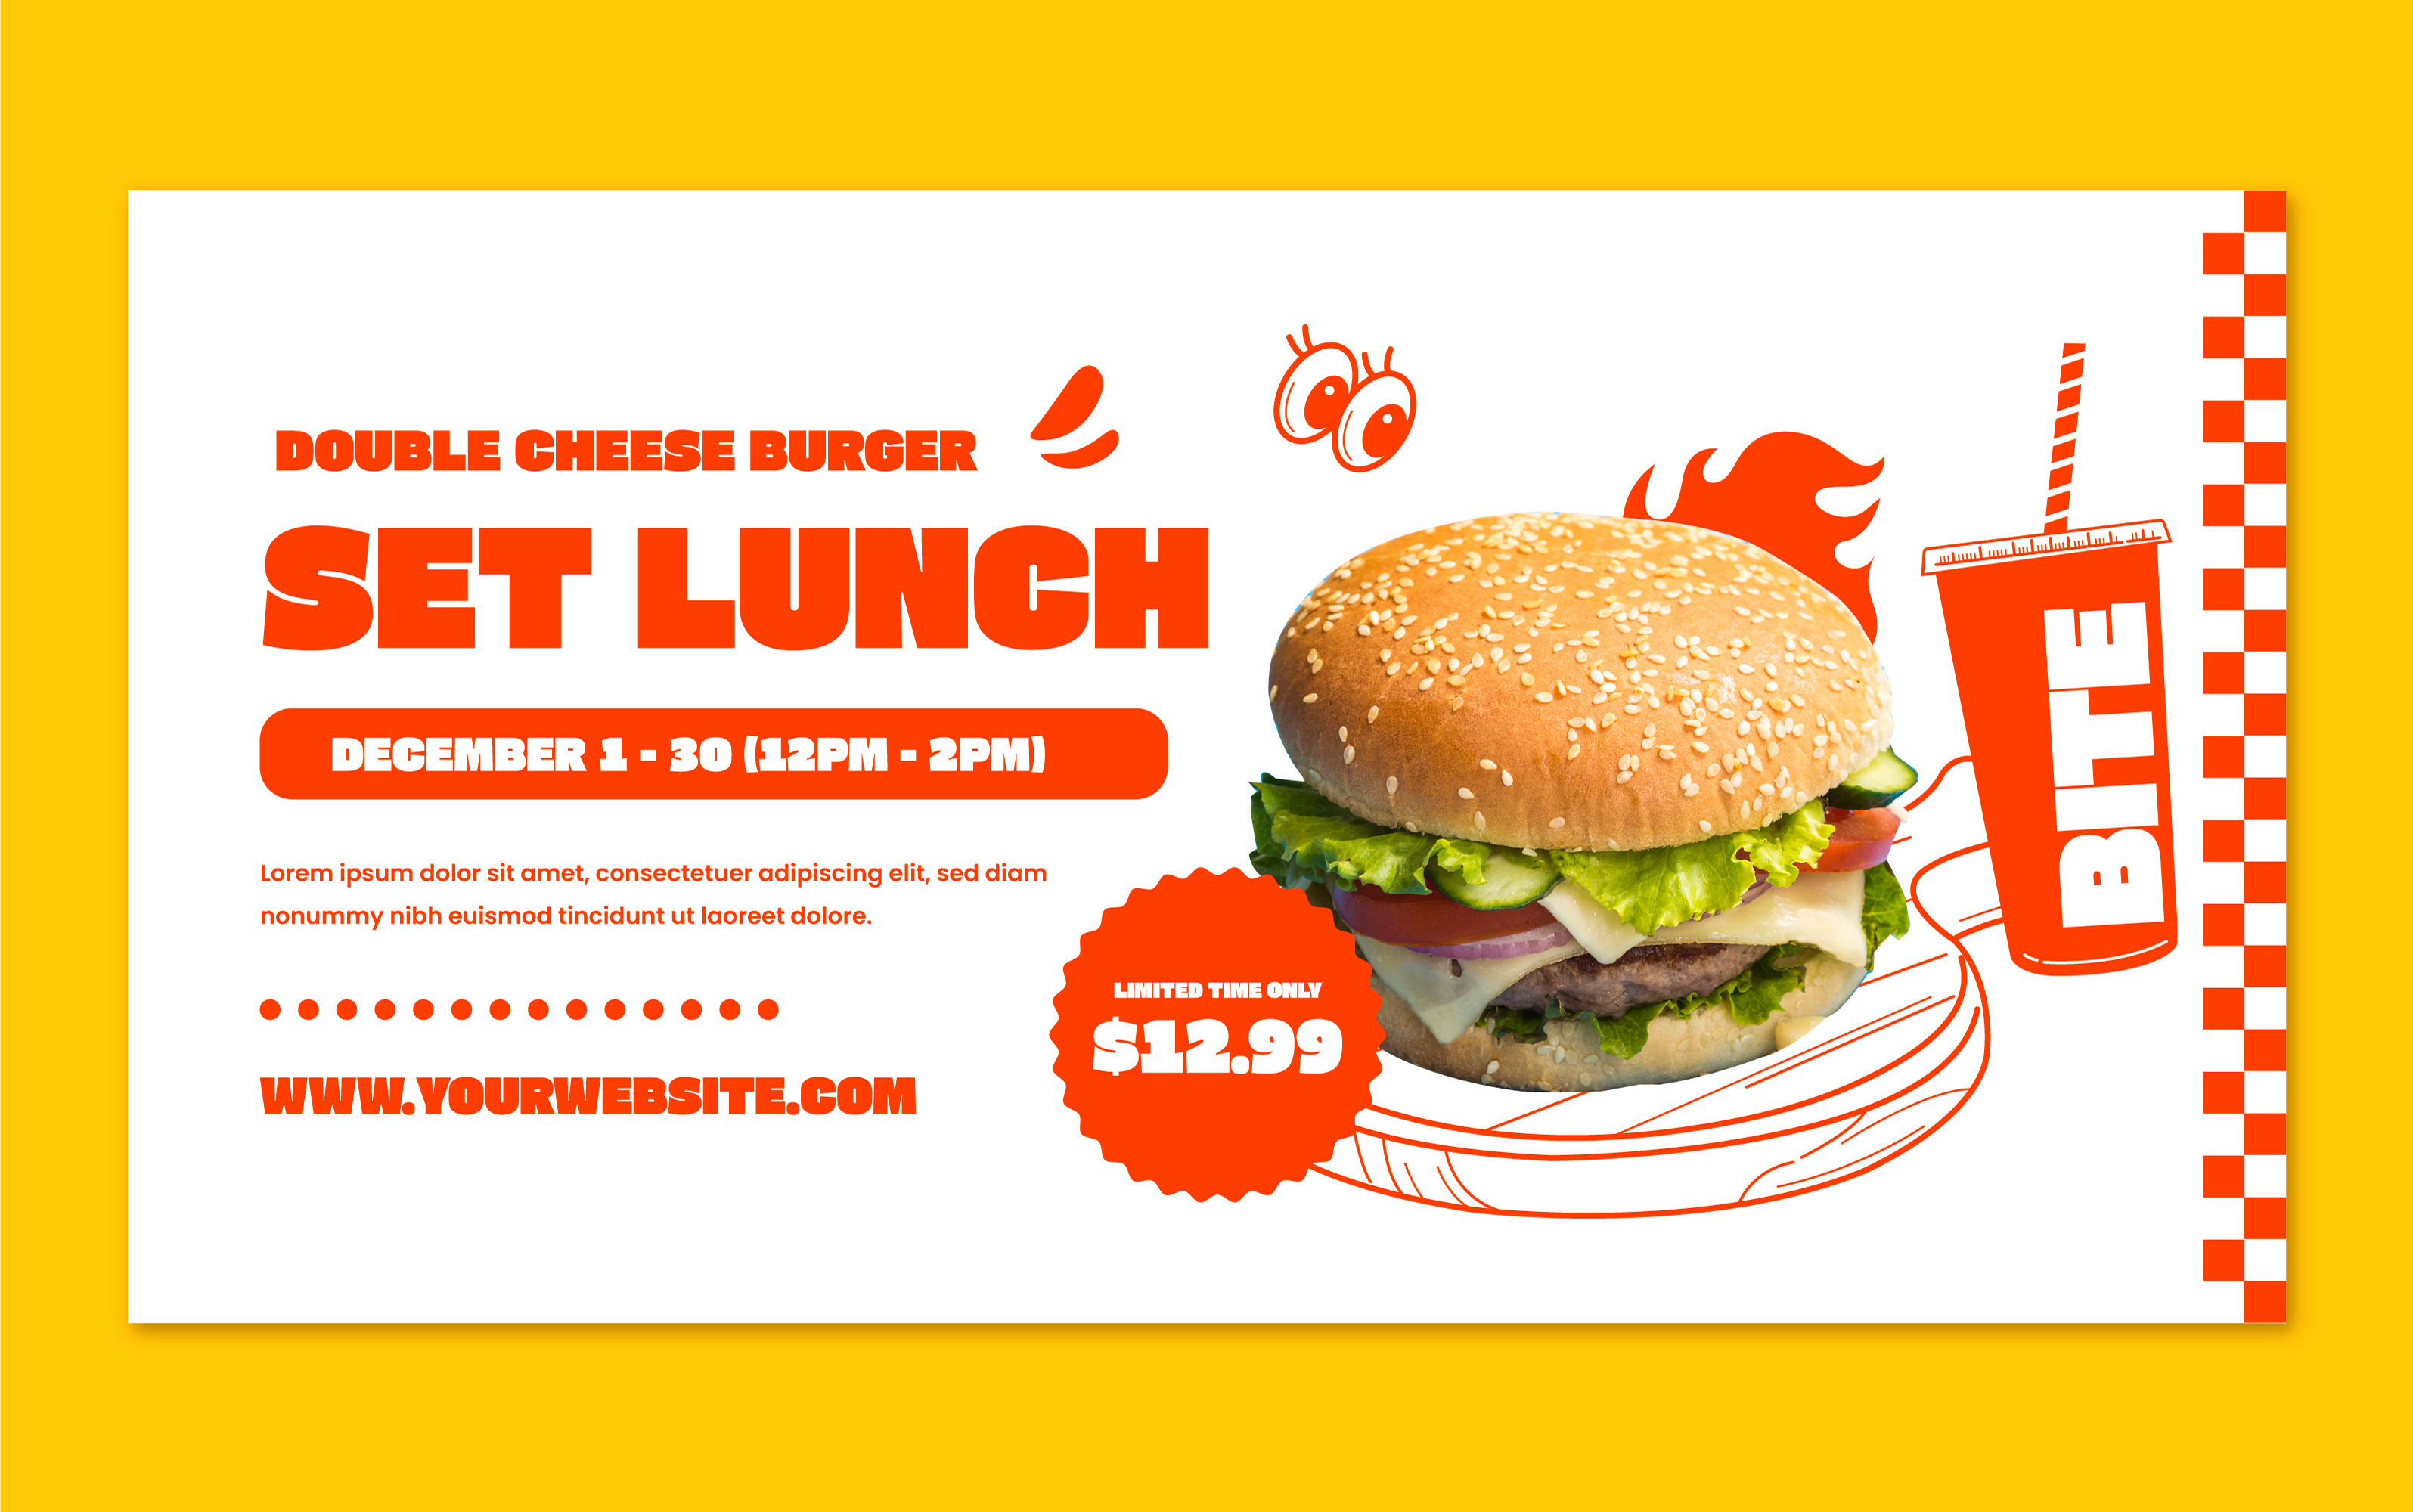 DOUBLE CHEESE BURGER
SET LUNCH
DECEMBER 1 - 30 (12PM - 2PM)
Lorem ipsum dolor sit amet, consectetuer adipiscing elit, sed diam
nonummy nibh euismod tincidunt ut laoreet dolore.
WWW.YOURWEBSITE.COM
LIMITED TIME ONLY
$12.99
BITE